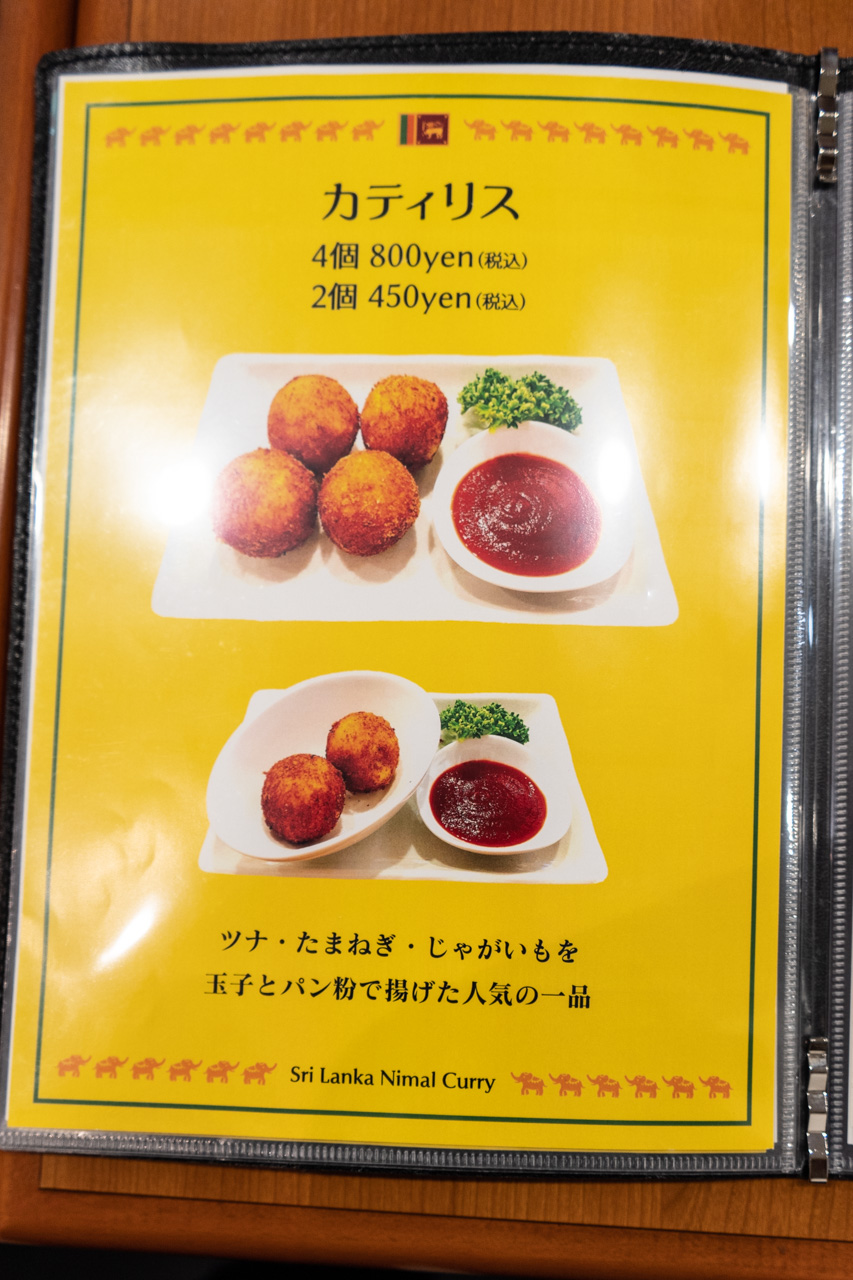 カティリス
4個 800yen(税込)
2個 450yen(税込)
ツナ・たまねぎ・じゃがいもを
玉子とパン粉で揚げた人気の一品
Sri Lanka Nimal Curry